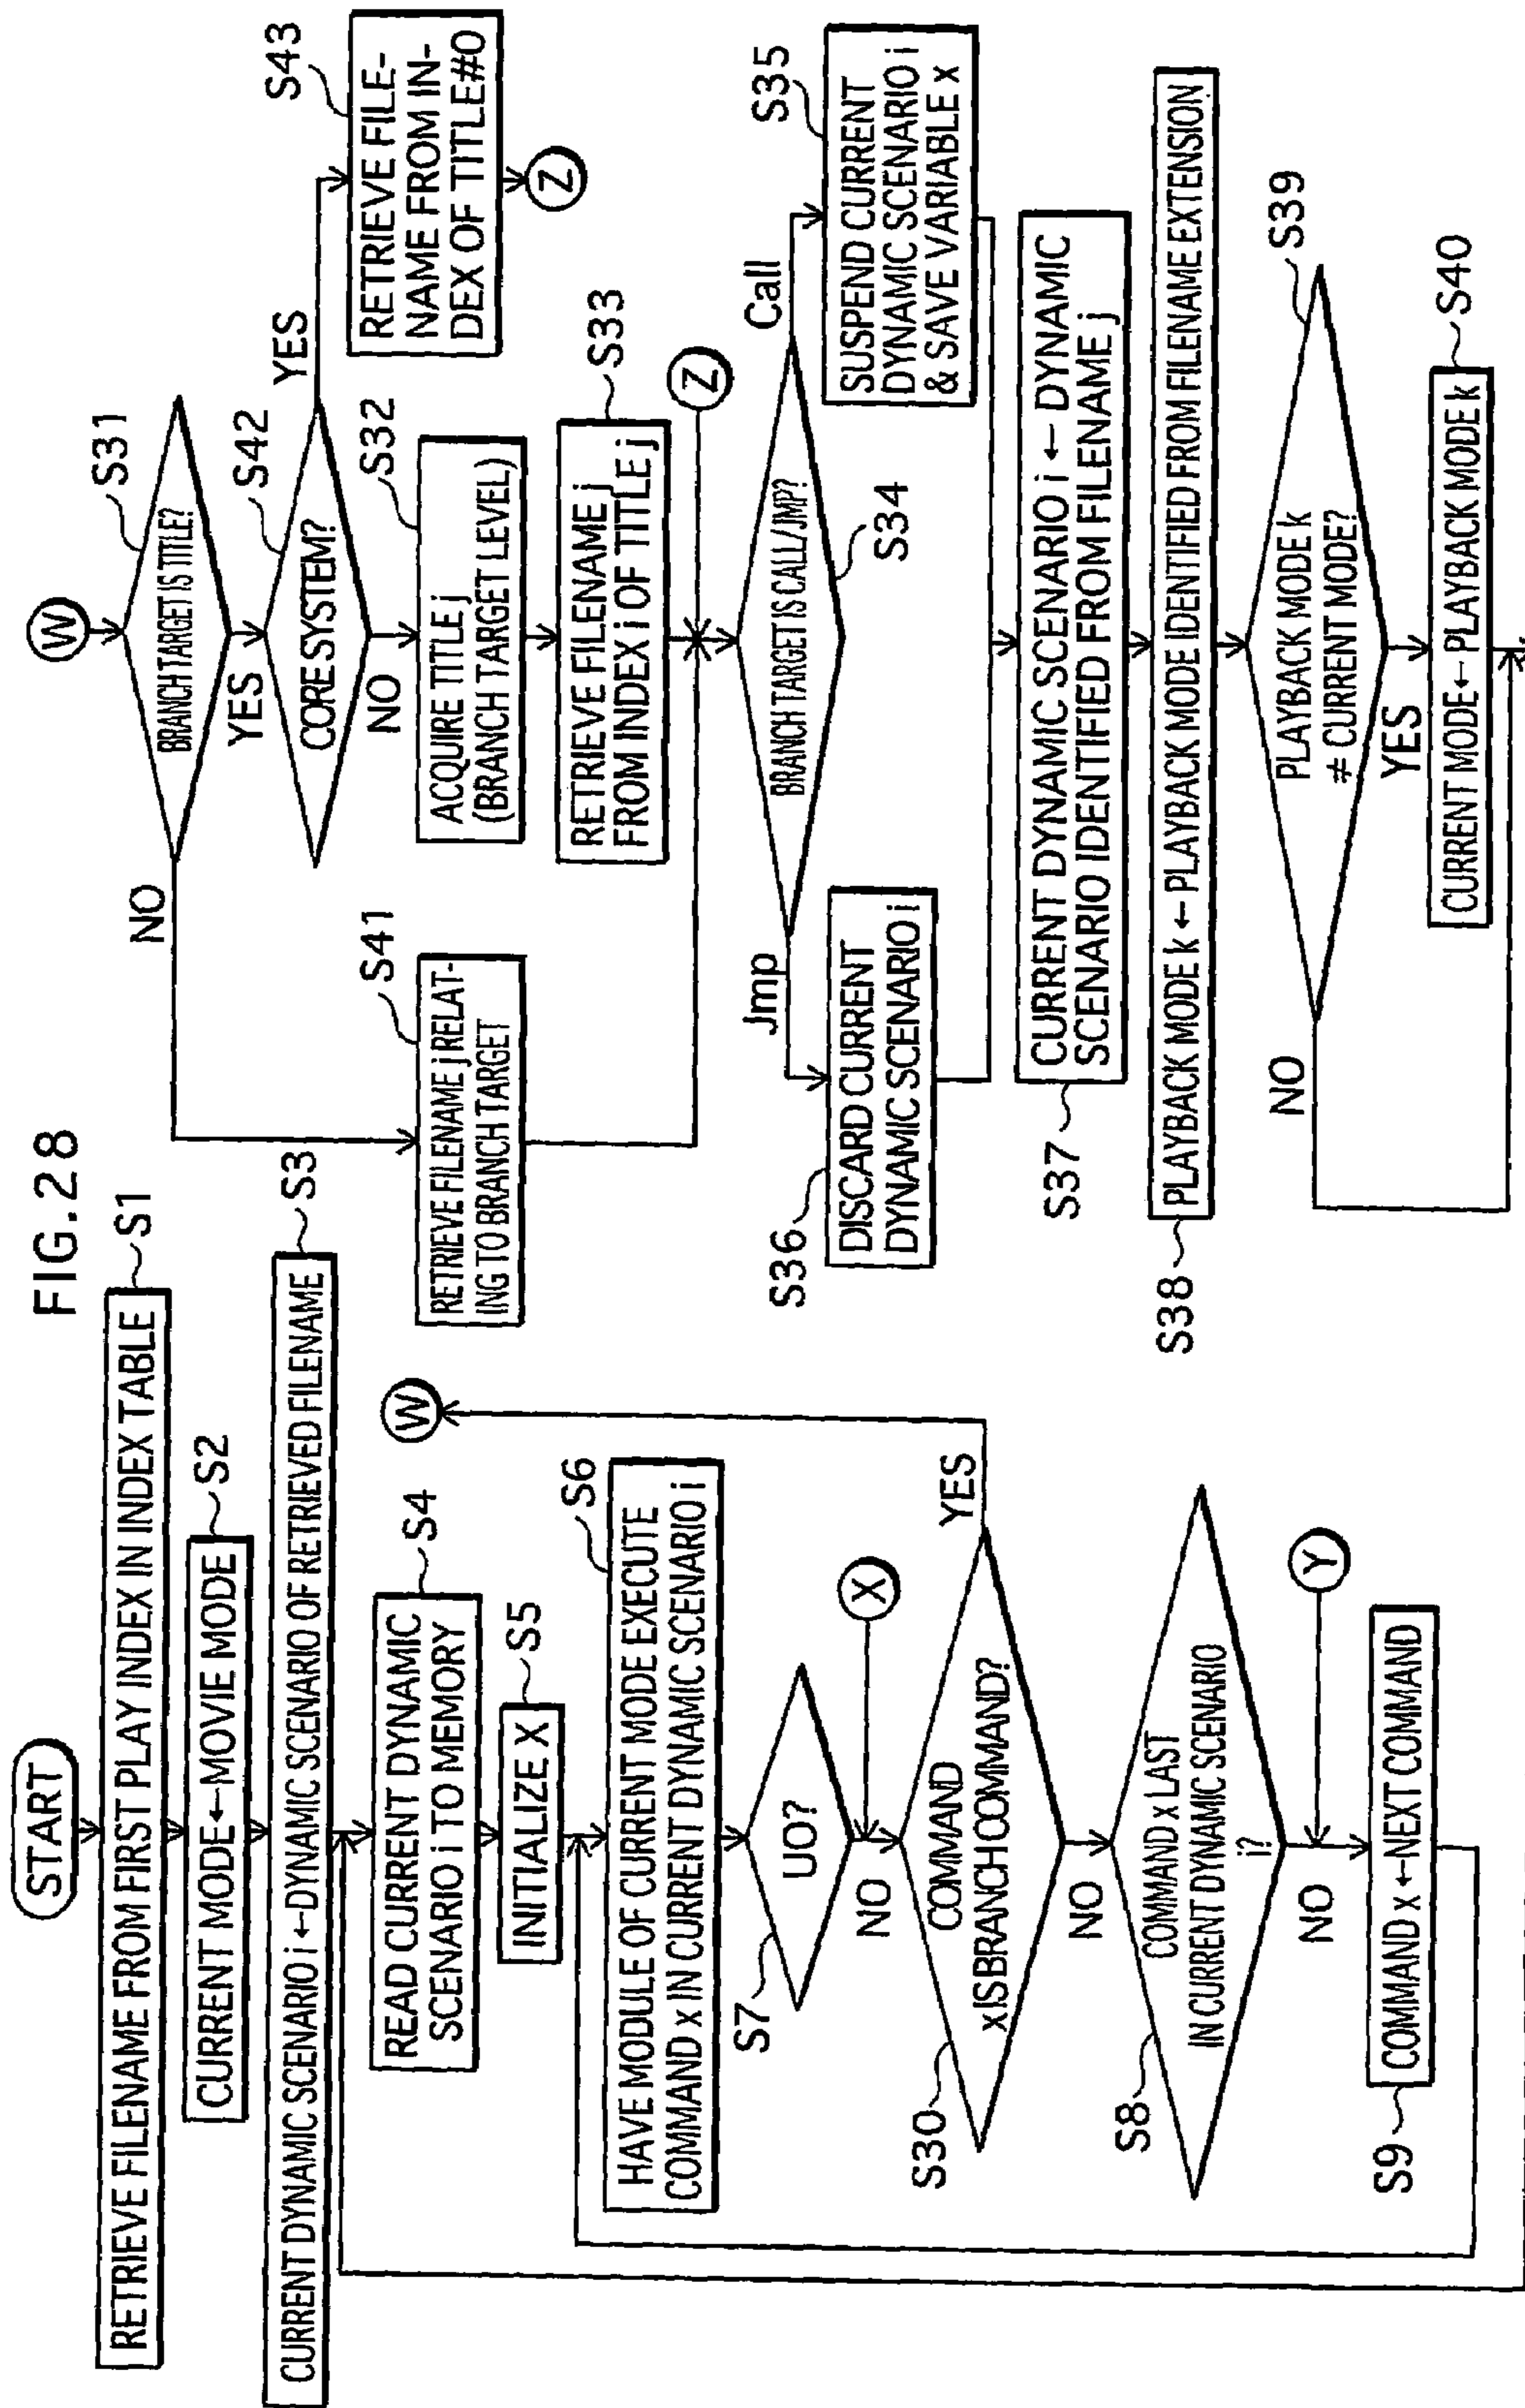 FIG.28
START
RETRIEVE FILENAME FROM FIRST PLAY INDEX IN INDEX TABLE
S1
CURRENT MODE←MOVIE MODE
S2
CURRENT DYNAMIC SCENARIO i ←DYNAMIC SCENARIO OF RETRIEVED FILENAME
S3
READ CURRENT DYNAMIC
SCENARIO i TO MEMORY
S4
INITIALIZE X
S5
HAVE MODULE OF CURRENT MODE EXECUTE
COMMAND x IN CURRENT DYNAMIC SCENARIO i
S6
UO?
S7
NO
X
COMMAND
x IS BRANCH COMMAND?
S30
YES
W
NO
COMMAND x LAST
IN CURRENT DYNAMIC SCENARIO
i?
S8
NO
Y
COMMAND x ←NEXT COMMAND
S9
W
BRANCH TARGET IS TITLE?
S31
NO
YES
CORE SYSTEM?
S42
YES
NO
RETRIEVE FILE-
NAME FROM IN-
DEX OF TITLE#0
S43
Z
ACQUIRE TITLE j
(BRANCH TARGET LEVEL)
S32
RETRIEVE FILENAME j
FROM INDEX i OF TITLE j
S33
RETRIEVE FILENAME j RELAT-
ING TO BRANCH TARGET
S41
Z
BRANCH TARGET IS CALL/JMP?
S34
Jmp
Call
DISCARD CURRENT
DYNAMIC SCENARIO i
S36
SUSPEND CURRENT
DYNAMIC SCENARIO i
& SAVE VARIABLE x
S35
CURRENT DYNAMIC SCENARIO i ← DYNAMIC
SCENARIO IDENTIFIED FROM FILENAME j
S37
PLAYBACK MODE k ← PLAYBACK MODE IDENTIFIED FROM FILENAME EXTENSION
S38
PLAYBACK MODE k
≠ CURRENT MODE?
S39
NO
YES
CURRENT MODE← PLAYBACK MODE k
S40